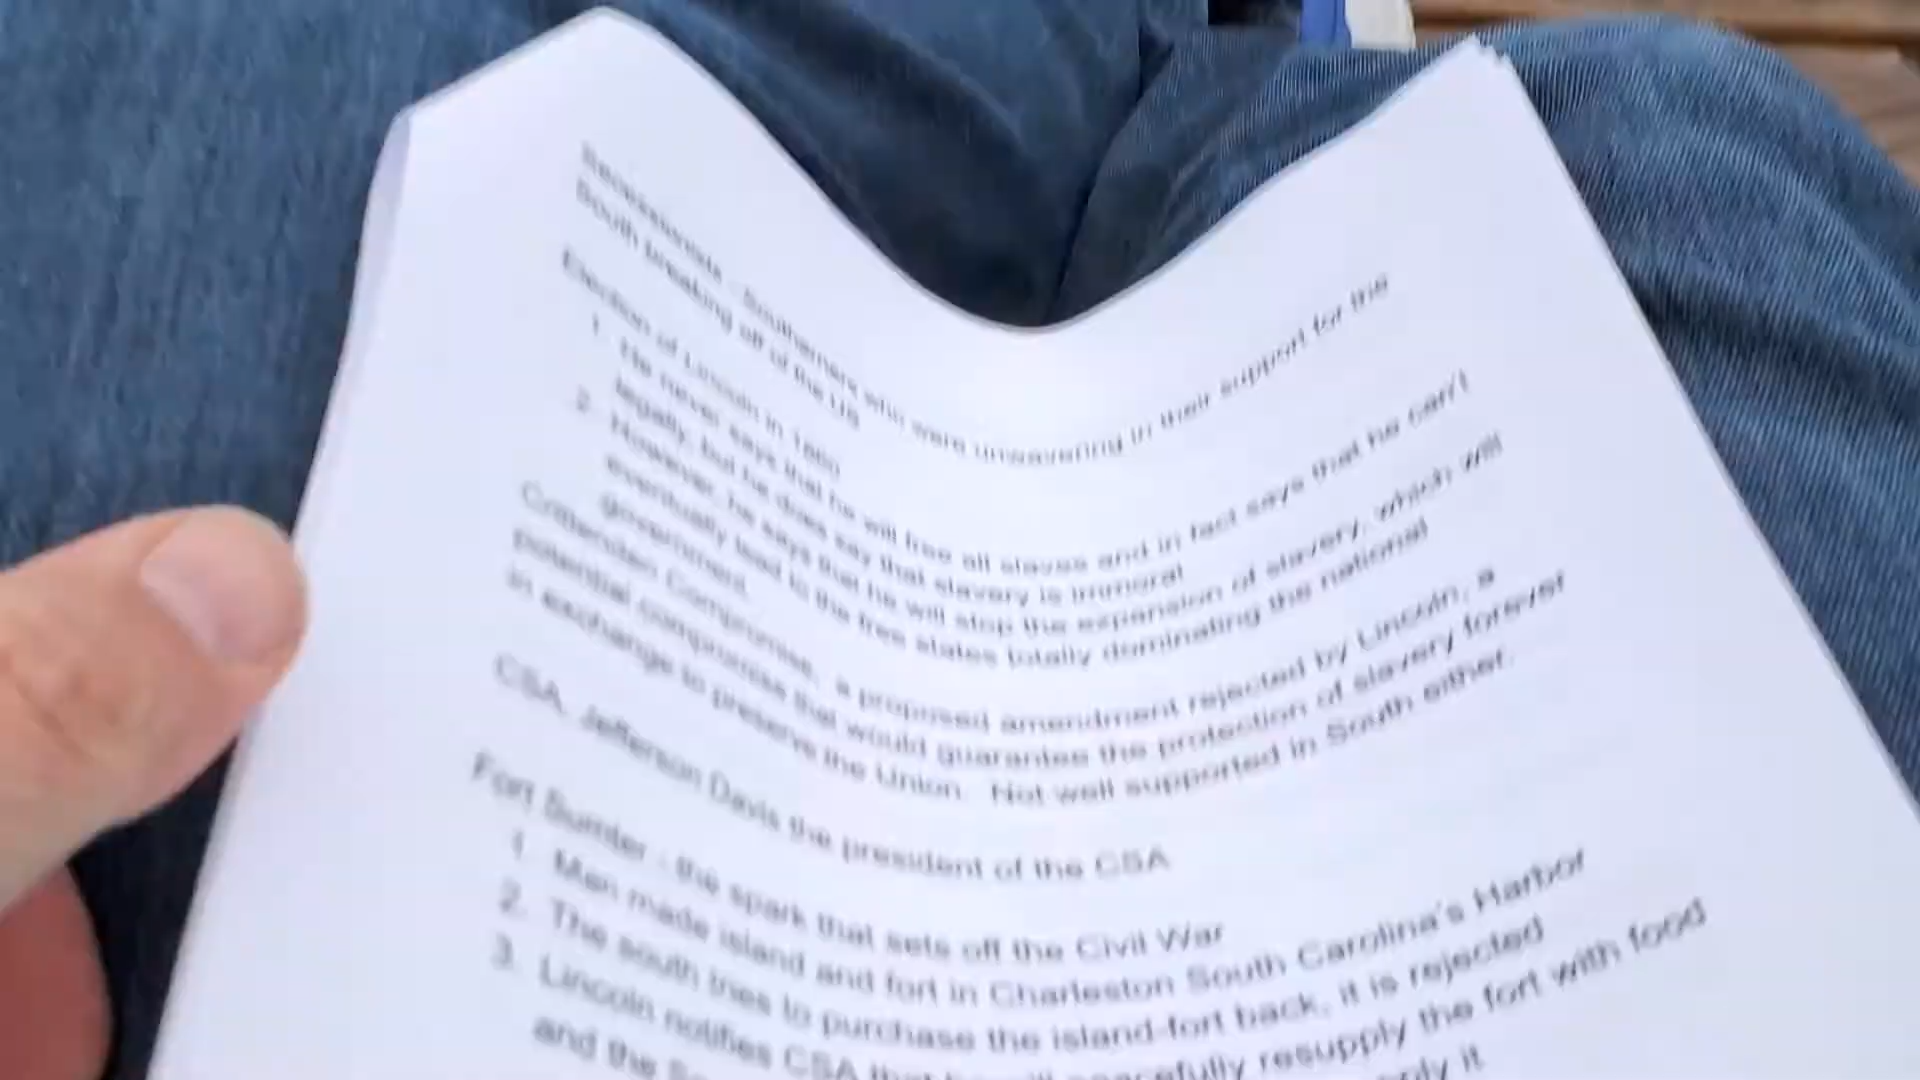 Secessionists - Southerners who were unwavering in their support for the
South breaking off of the US
Election of Lincoln in 1860
1. He never says that he will free all slaves and in fact says that he can't
legally, but he does say that slavery is immoral
2. However, he says that he will stop the expansion of slavery, which will
eventually lead to the free states totally dominating the national
government.
Crittenden Compromise, a proposed amendment rejected by Lincoln, a
potential compromise that would guarantee the protection of slavery forever
in exchange to preserve the Union. Not well supported in South either.
CSA, Jefferson Davis the president of the CSA
Fort Sumter - the spark that sets off the Civil War
1. Man made island and fort in Charleston South Carolina's Harbor
2. The south tries to purchase the island-fort back, it is rejected
3. Lincoln notifies CSA that he will peacefully resupply the fort with food
and the it